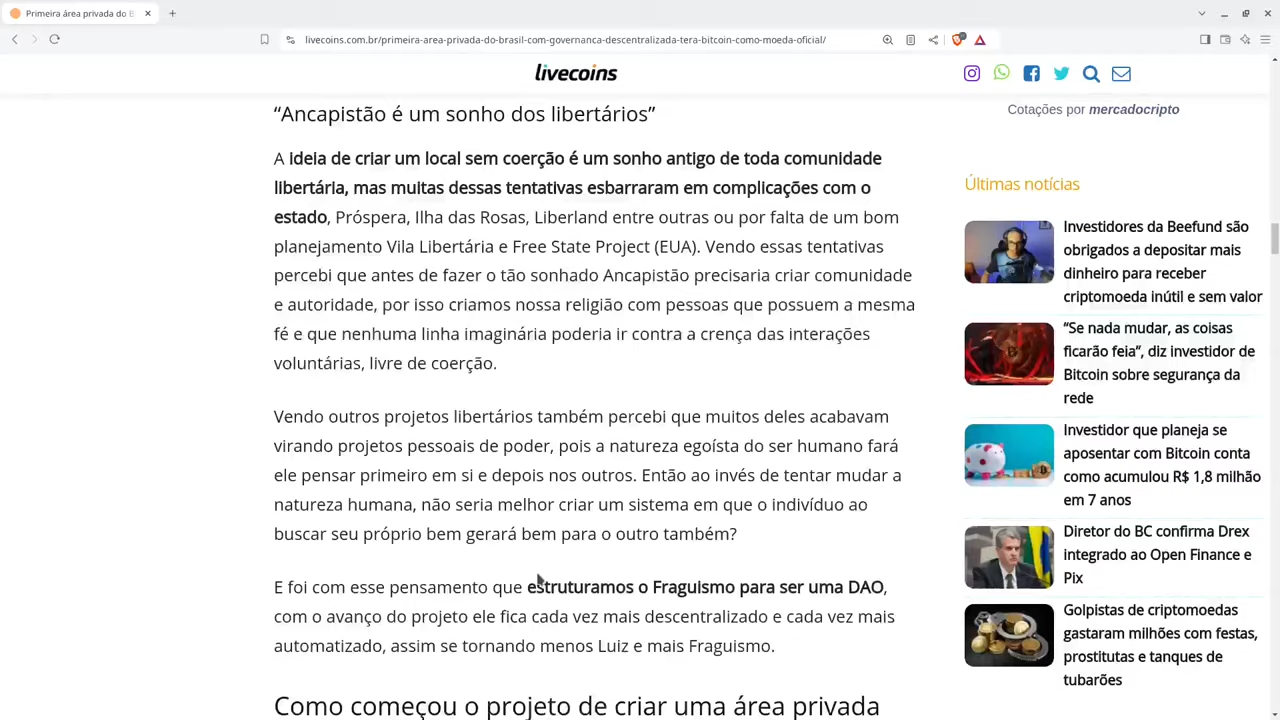 Primeira área privado do B
livecoins.com.br/primeira-area-privada-do-brasil-com-governanca-descentralizada-tera-bitcoin-como-moeda-oficial/
livecoins
“Ancapistão é um sonho dos libertários”
A ideia de criar um local sem coerção é um sonho antigo de toda comunidade
libertária, mas muitas dessas tentativas esbarraram em complicações com o
estado, Próspera, Ilha das Rosas, Liberland entre outras ou por falta de um bom
planejamento Vila Libertária e Free State Project (EUA). Vendo essas tentativas
percebi que antes de fazer o tão sonhado Ancapistão precisaria criar comunidade
e autoridade, por isso criamos nossa religião com pessoas que possuem a mesma
fé e que nenhuma linha imaginária poderia ir contra a crença das interações
voluntárias, livre de coerção.
Vendo outros projetos libertários também percebi que muitos deles acabavam
virando projetos pessoais de poder, pois a natureza egoísta do ser humano fará
ele pensar primeiro em si e depois nos outros. Então ao invés de tentar mudar a
natureza humana, não seria melhor criar um sistema em que o indivíduo ao
buscar seu próprio bem gerará bem para o outro também?
E foi com esse pensamento que estruturamos o Fraguismo para ser uma DAO,
com o avanço do projeto ele fica cada vez mais descentralizado e cada vez mais
automatizado, assim se tornando menos Luiz e mais Fraguismo.
Como começou o projeto de criar uma área privada
Cotações por mercadocripto
Últimas notícias
Investidores da Beefund são
obrigados a depositar mais
dinheiro para receber
criptomoeda inútil e sem valor
“Se nada mudar, as coisas
ficarão feia”, diz investidor de
Bitcoin sobre segurança da
rede
Investidor que planeja se
aposentar com Bitcoin conta
como acumulou R$ 1,8 milhão
em 7 anos
Diretor do BC confirma Drex
integrado ao Open Finance e
Pix
Golpistas de criptomoedas
gastaram milhões com festas,
prostitutas e tanques de
tubarões